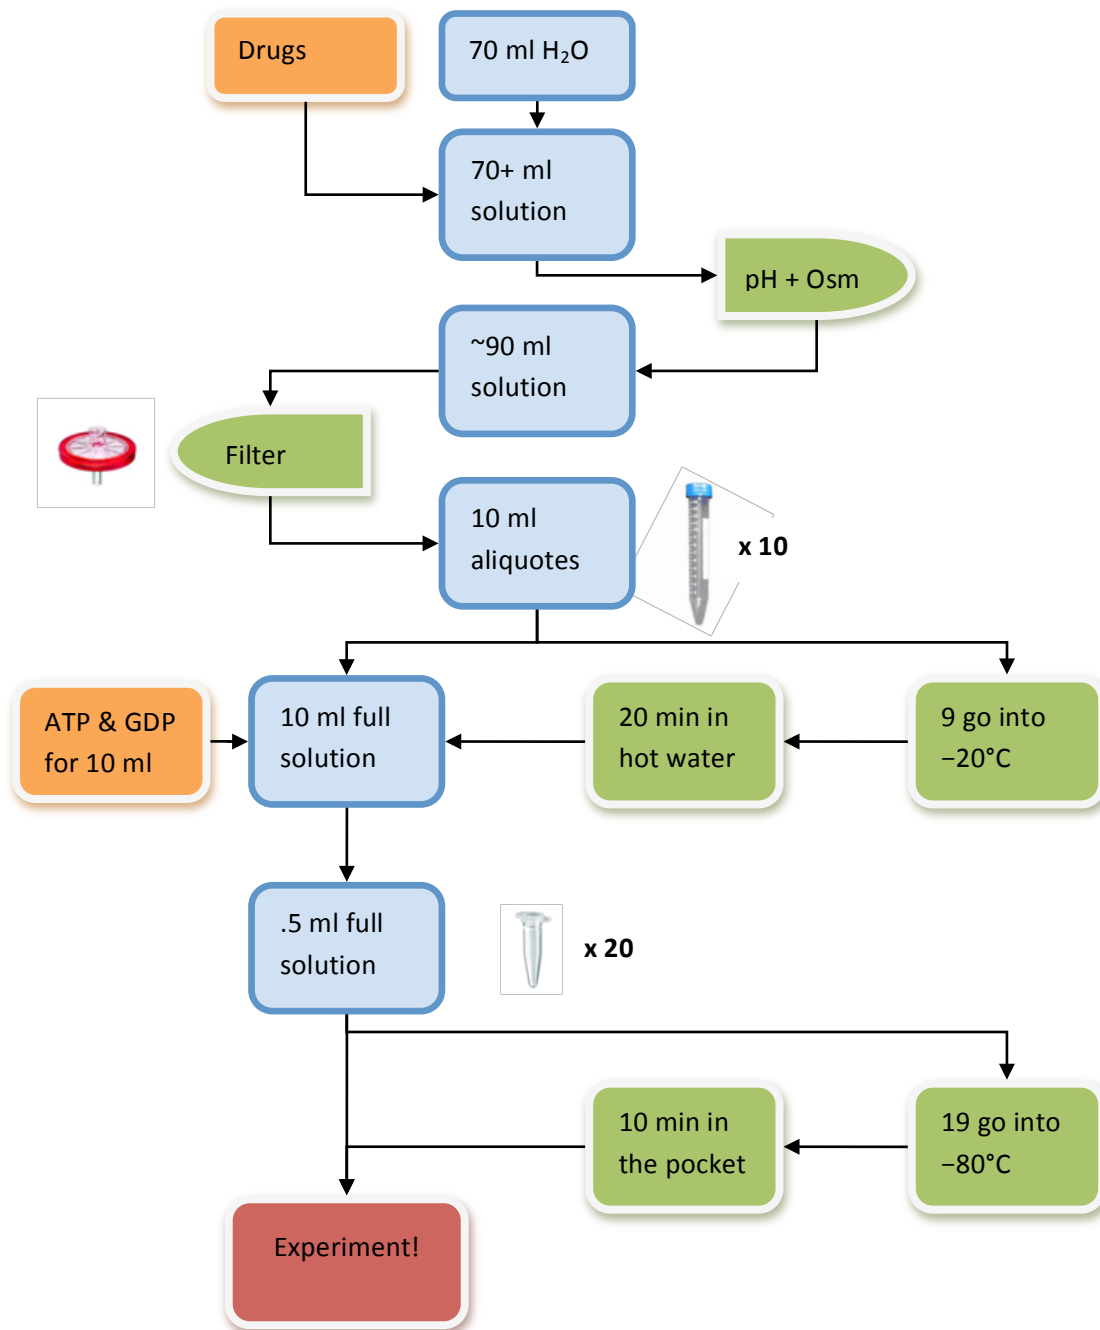 Drugs
70 ml H₂O
70+ ml
solution
pH + Osm
~90 ml
solution
Filter
10 ml
aliquotes
x 10
ATP & GDP
for 10 ml
10 ml full
solution
20 min in
hot water
9 go into
−20°C
.5 ml full
solution
x 20
10 min in
the pocket
19 go into
−80°C
Experiment!